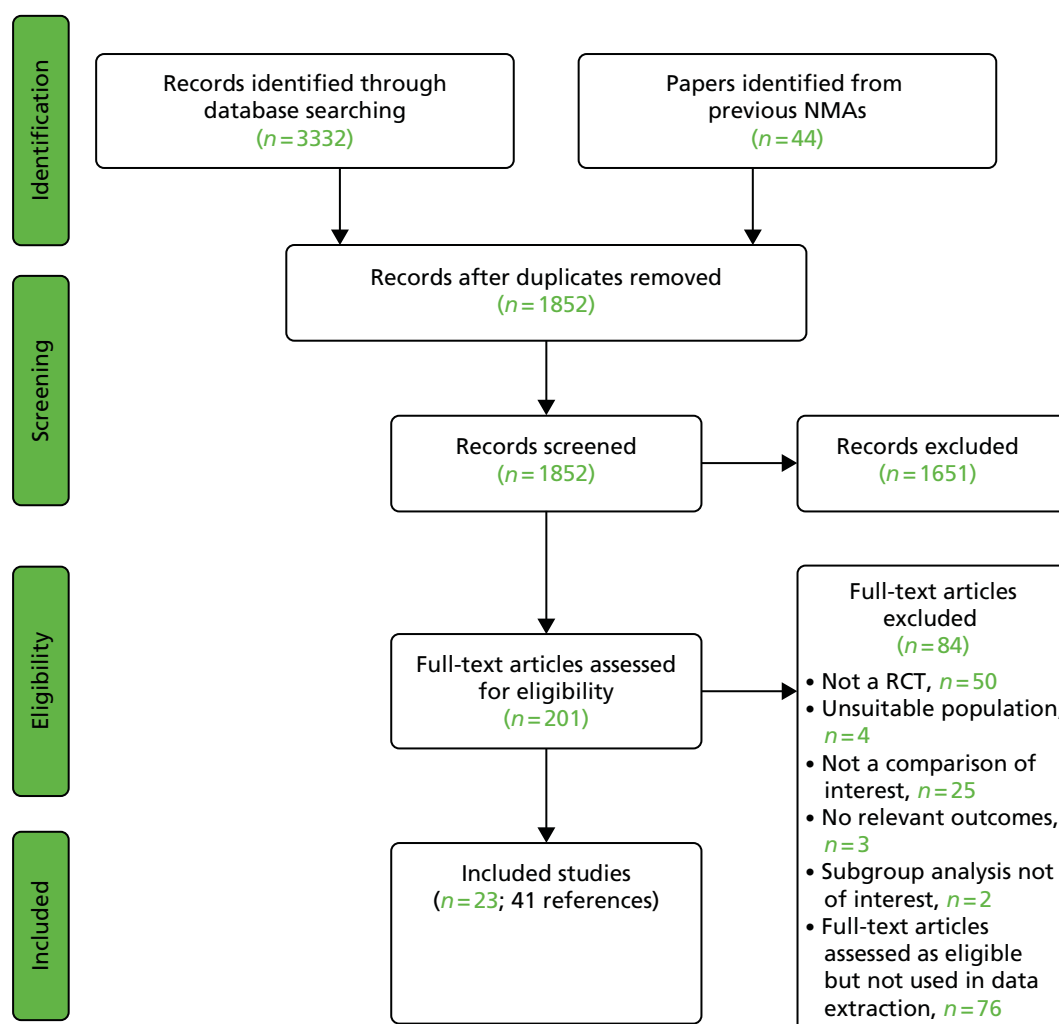 Identification
Records identified through
database searching
(n=3332)
Papers identified from
previous NMAs
(n=44)
Records after duplicates removed
(n=1852)
Screening
Records screened
(n=1852)
Records excluded
(n=1651)
Eligibility
Full-text articles assessed
for eligibility
(n=201)
Full-text articles
excluded
(n=84)
• Not a RCT, n=50
• Unsuitable population,
n=4
• Not a comparison of
interest, n=25
• No relevant outcomes,
n=3
• Subgroup analysis not
of interest, n=2
• Full-text articles
assessed as eligible
but not used in data
extraction, n=76
Included
Included studies
(n=23; 41 references)